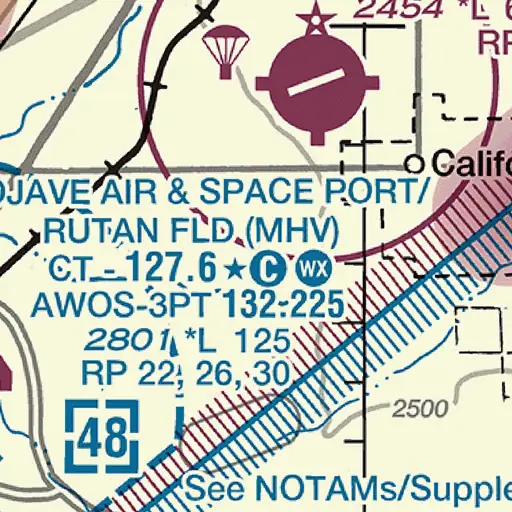 2454 *L 6
RP
Califo
OJAVE AIR & SPACE PORT/
RUTAN FLD (MHV)
CT - 127.6 ★ C WX
AWOS-3PT 132.225
2801 *L 125
RP 22, 26, 30
48
2500
See NOTAMs/Supple